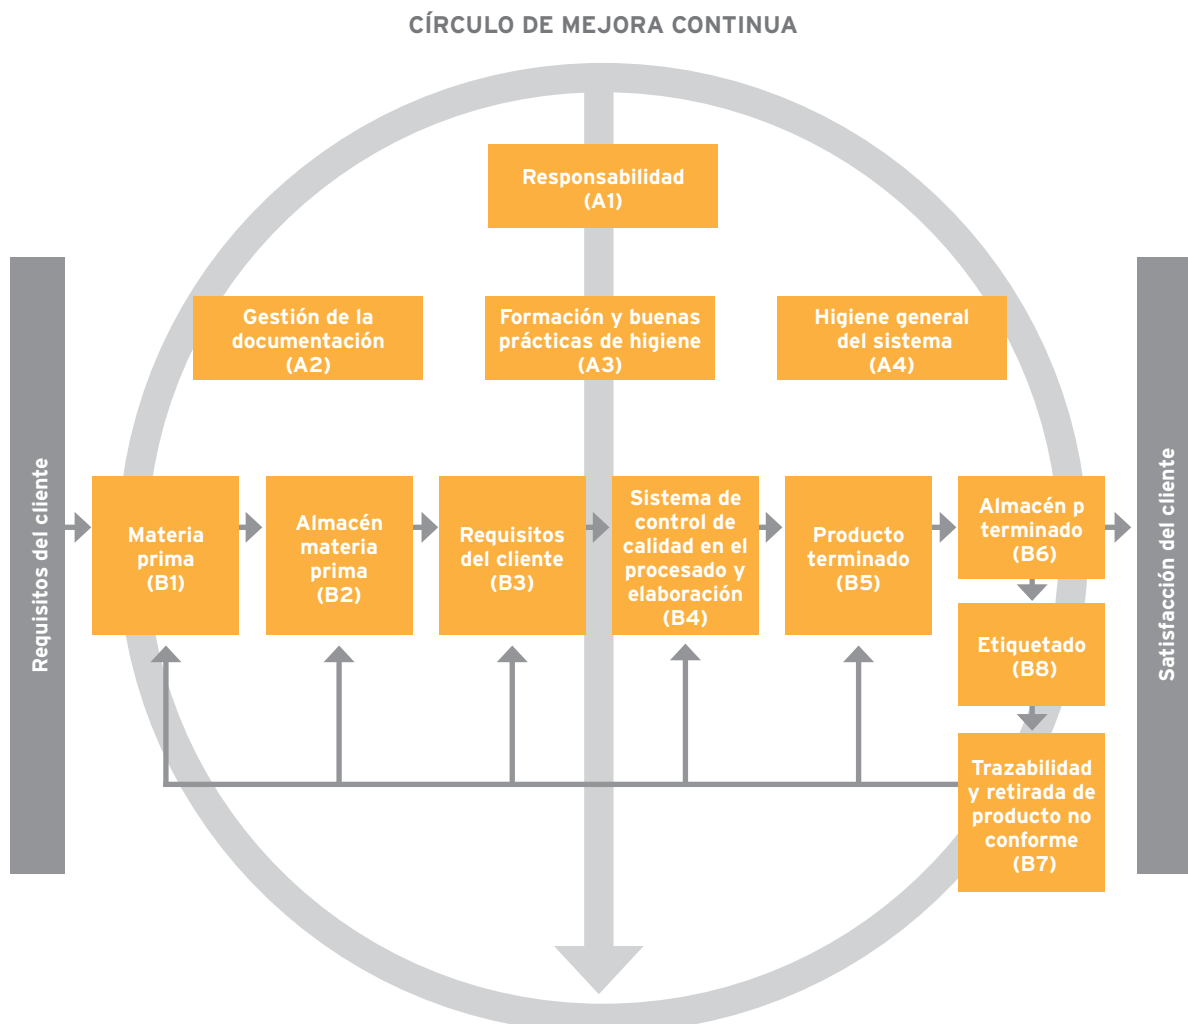 CÍRCULO DE MEJORA CONTINUA
Responsabilidad
(A1)
Gestión de la
documentación
(A2)
Formación y buenas
prácticas de higiene
(A3)
Higiene general
del sistema
(A4)
Requisitos del cliente
Materia
prima
(B1)
Almacén
materia
prima
(B2)
Requisitos
del cliente
(B3)
Sistema de
control de
calidad en el
procesado y
elaboración
(B4)
Producto
terminado
(B5)
Almacén p
terminado
(B6)
Etiquetado
(B8)
Trazabilidad
y retirada de
producto no
conforme
(B7)
Satisfacción del cliente